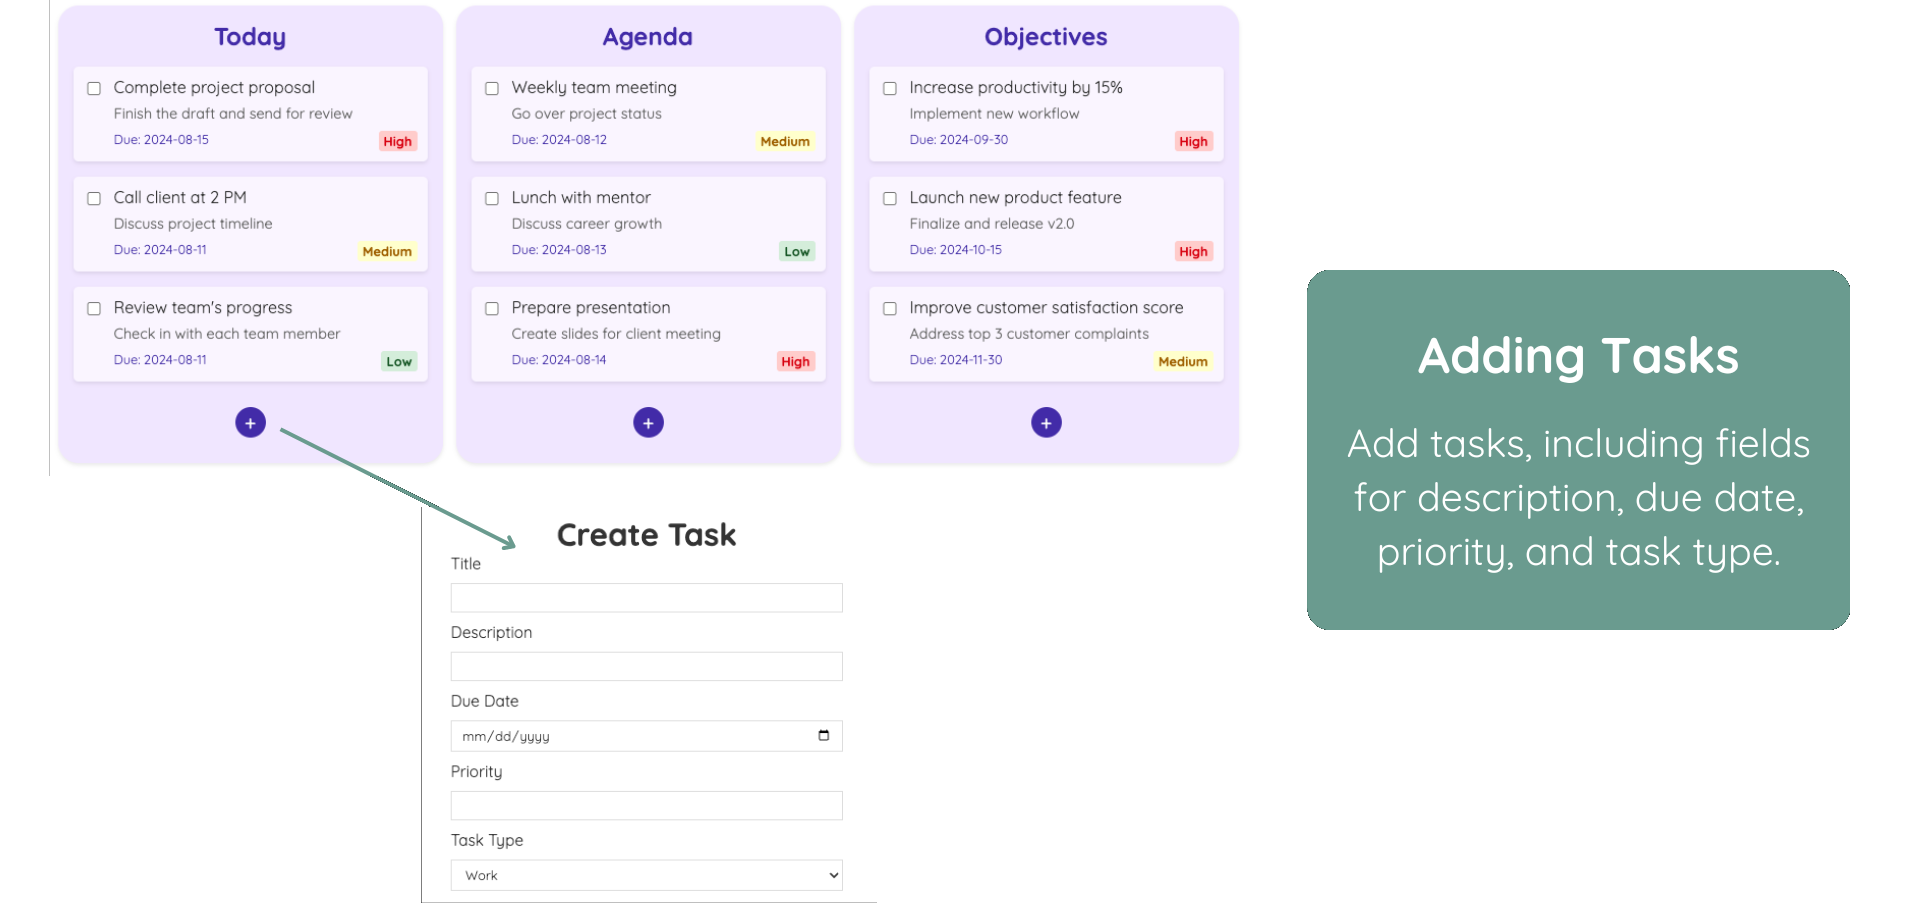 Today
Complete project proposal
Finish the draft and send for review
Due: 2024-08-15
High
Call client at 2 PM
Discuss project timeline
Due: 2024-08-11
Medium
Review team's progress
Check in with each team member
Due: 2024-08-11
Low
+
Agenda
Weekly team meeting
Go over project status
Due: 2024-08-12
Medium
Lunch with mentor
Discuss career growth
Due: 2024-08-13
Low
Prepare presentation
Create slides for client meeting
Due: 2024-08-14
High
+
Objectives
Increase productivity by 15%
Implement new workflow
Due: 2024-09-30
High
Launch new product feature
Finalize and release v2.0
Due: 2024-10-15
High
Improve customer satisfaction score
Address top 3 customer complaints
Due: 2024-11-30
Medium
+
Create Task
Title
Description
Due Date
mm/dd/yyyy
Priority
Task Type
Work
Adding Tasks
Add tasks, including fields
for description, due date,
priority, and task type.